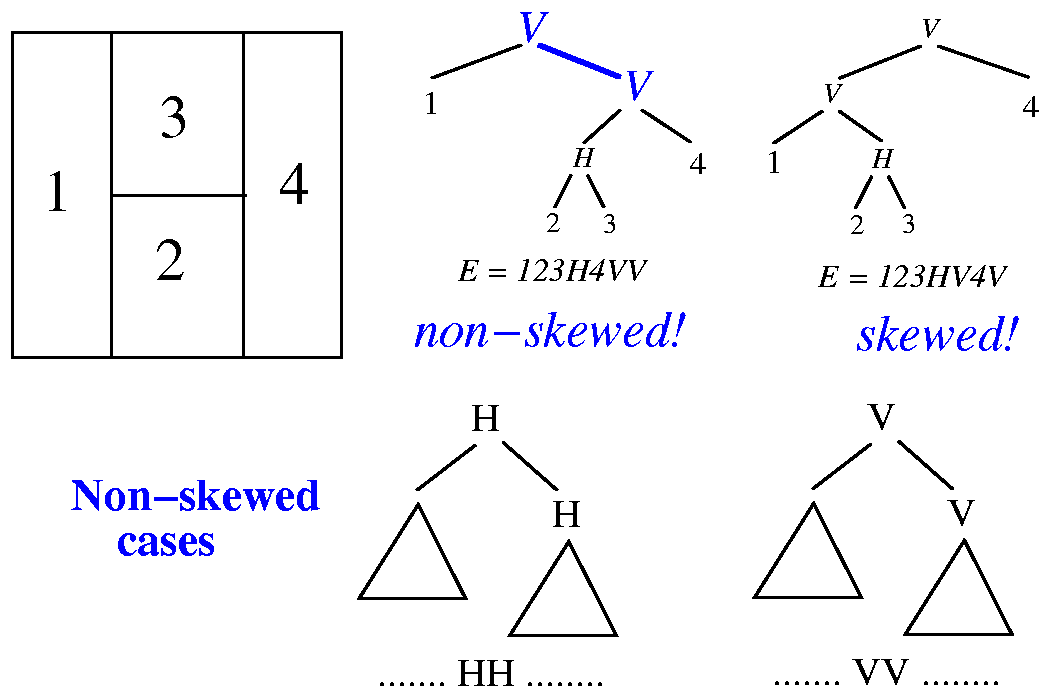 1
3
2
4
V
1
V
H
4
2
3
E = 123H4VV
non-skewed!
V
V
4
1
H
2
3
E = 123HV4V
skewed!
Non-skewed
cases
H
H
....... HH ........
V
V
....... VV ........